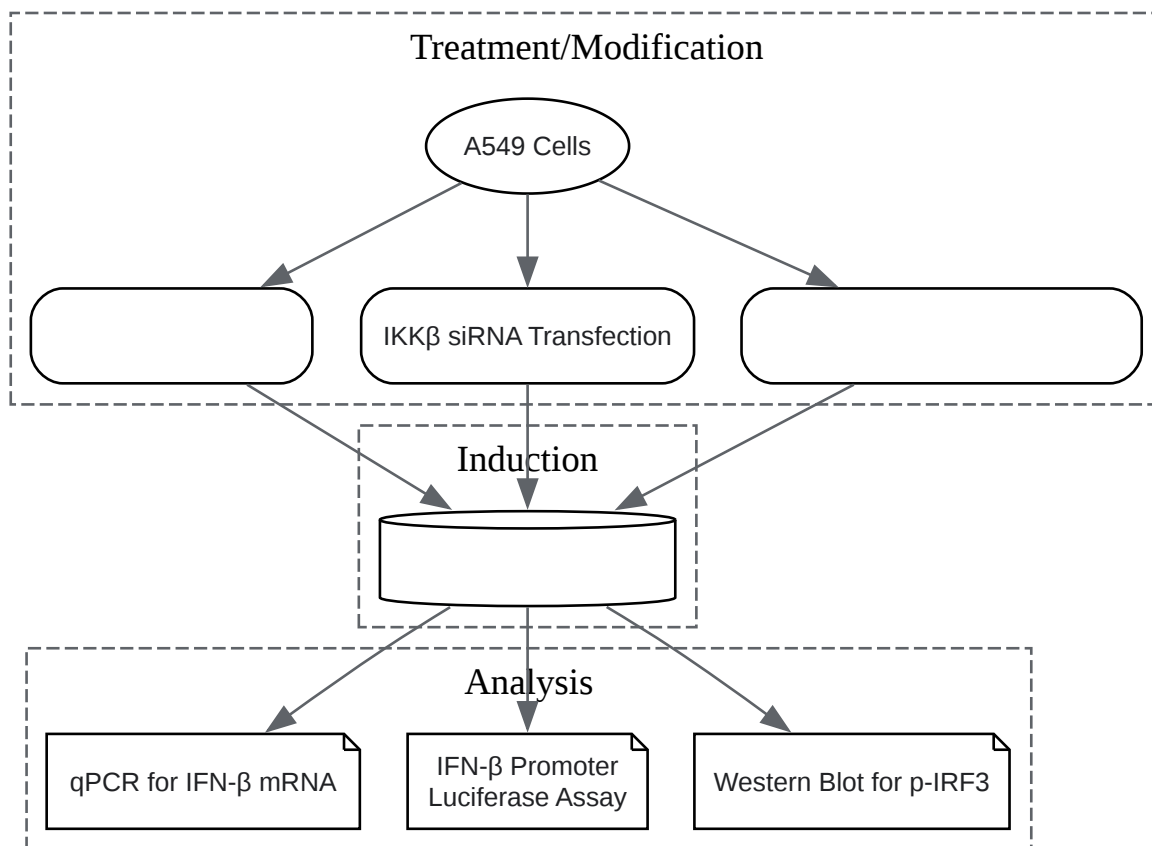 Treatment/Modification
A549 Cells
IKKβ siRNA Transfection
Induction
Analysis
qPCR for IFN-β mRNA
IFN-β Promoter
Luciferase Assay
Western Blot for p-IRF3